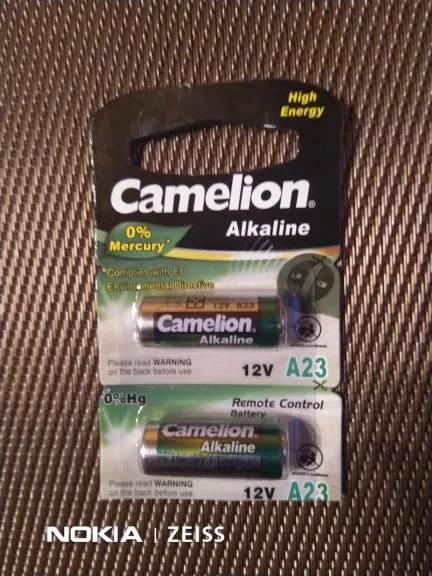 High
Energy
Camelion®
Alkaline
0%
Mercury*
*Complies with EU
Environmental Directive
12V A23
Camelion®
Alkaline
Please read WARNING
on the back before use
12V A23
0%Hg
Remote Control
Battery
Camelion®
Alkaline
Please read WARNING
on the back before use
12V A23
NOKIA | ZEISS